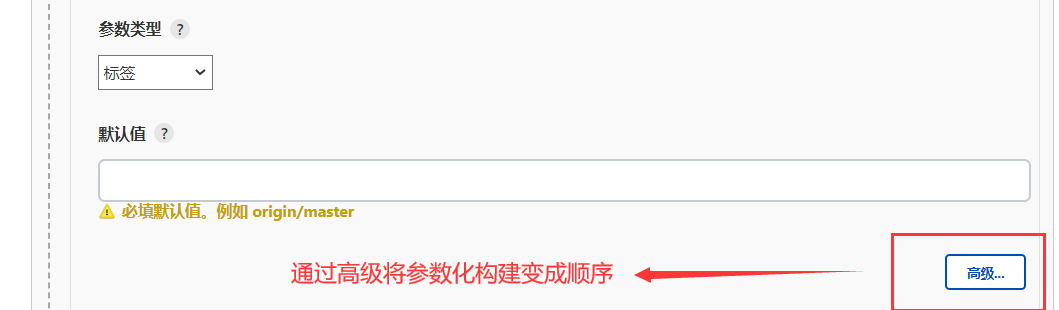 参数类型 ?
标签
默认值 ?
必填默认值。例如 origin/master
通过高级将参数化构建变成顺序
高级...